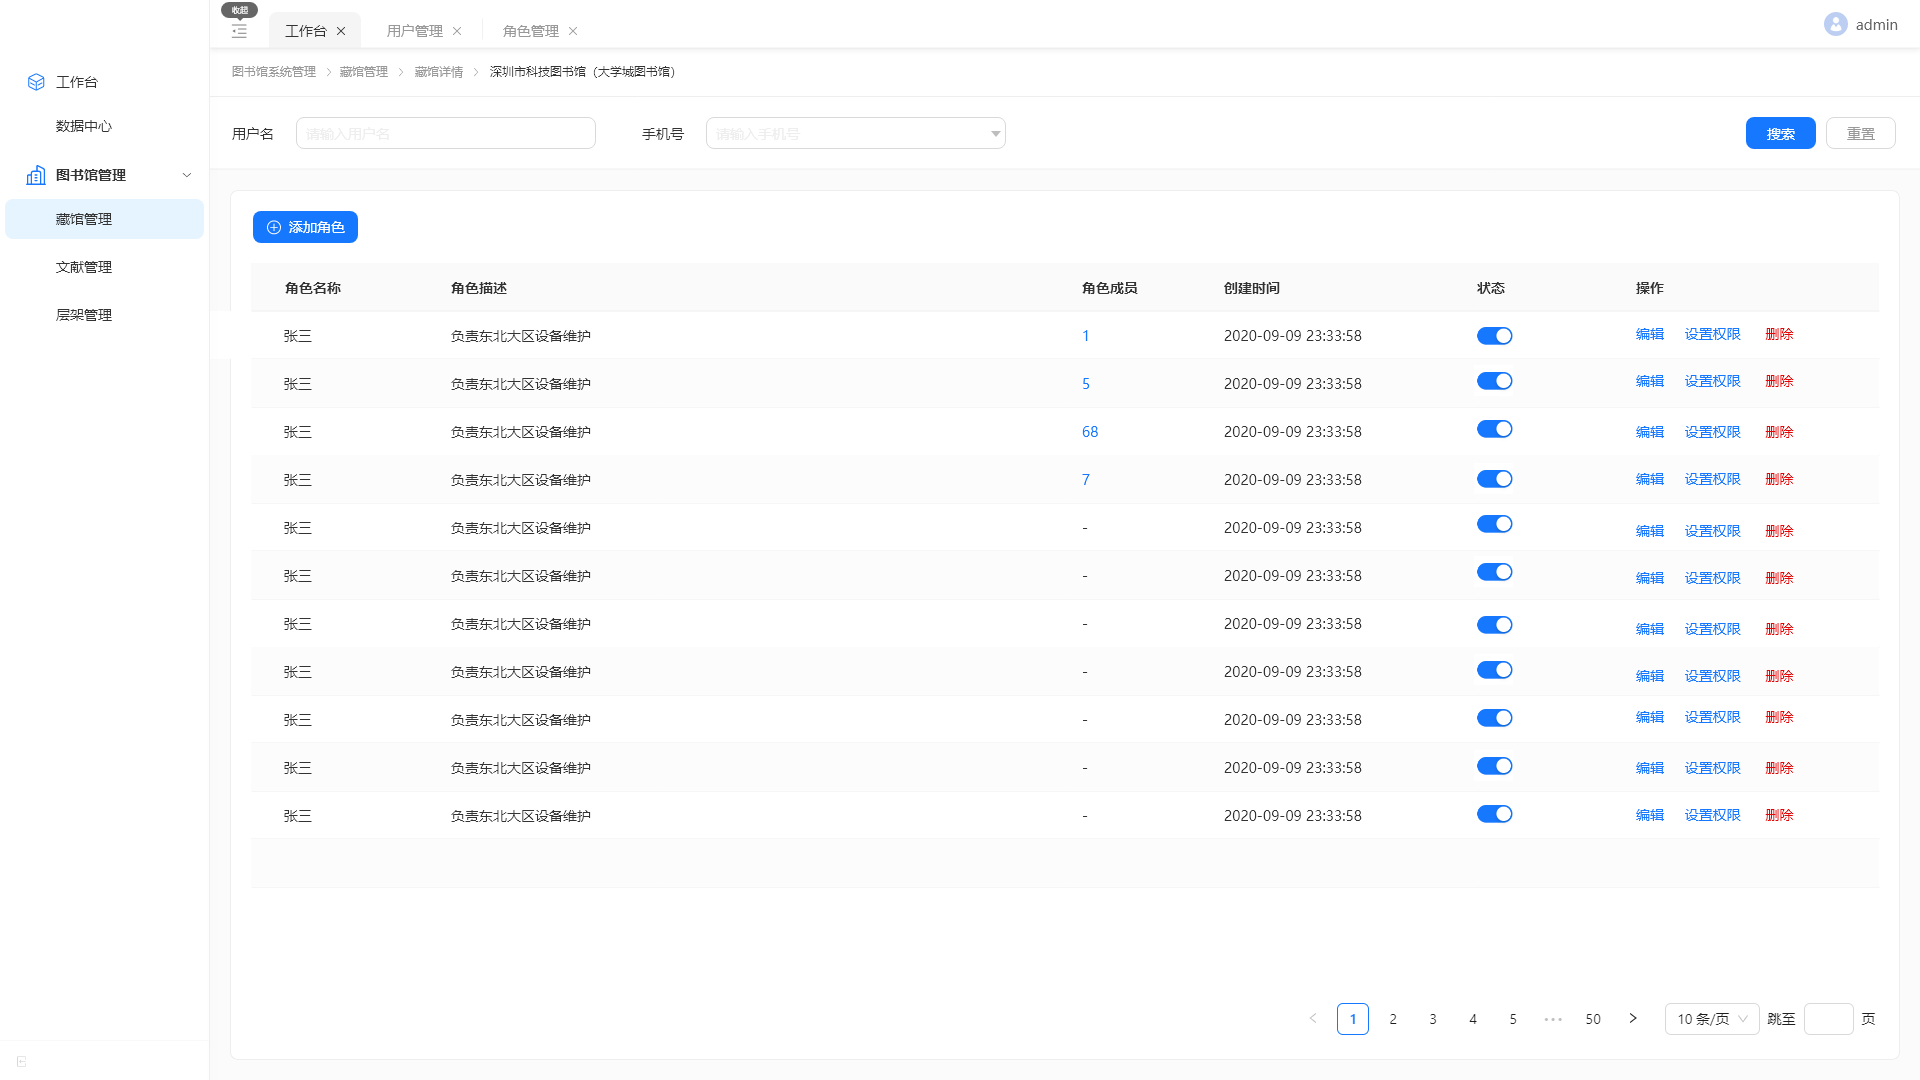 收起
工作台
用户管理
角色管理
admin
工作台
数据中心
图书馆管理
藏馆管理
文献管理
层架管理
图书馆系统管理 藏馆管理 藏馆详情 深圳市科技图书馆（大学城图书馆）
用户名 请输入用户名 手机号 请输入手机号 搜索 重置
添加角色
角色名称 角色描述 角色成员 创建时间 状态 操作
张三 负责东北大区设备维护 1 2020-09-09 23:33:58 编辑 设置权限 删除
张三 负责东北大区设备维护 5 2020-09-09 23:33:58 编辑 设置权限 删除
张三 负责东北大区设备维护 68 2020-09-09 23:33:58 编辑 设置权限 删除
张三 负责东北大区设备维护 7 2020-09-09 23:33:58 编辑 设置权限 删除
张三 负责东北大区设备维护 - 2020-09-09 23:33:58 编辑 设置权限 删除
张三 负责东北大区设备维护 - 2020-09-09 23:33:58 编辑 设置权限 删除
张三 负责东北大区设备维护 - 2020-09-09 23:33:58 编辑 设置权限 删除
张三 负责东北大区设备维护 - 2020-09-09 23:33:58 编辑 设置权限 删除
张三 负责东北大区设备维护 - 2020-09-09 23:33:58 编辑 设置权限 删除
张三 负责东北大区设备维护 - 2020-09-09 23:33:58 编辑 设置权限 删除
张三 负责东北大区设备维护 - 2020-09-09 23:33:58 编辑 设置权限 删除
1 2 3 4 5 ••• 50 10 条/页 跳至 页